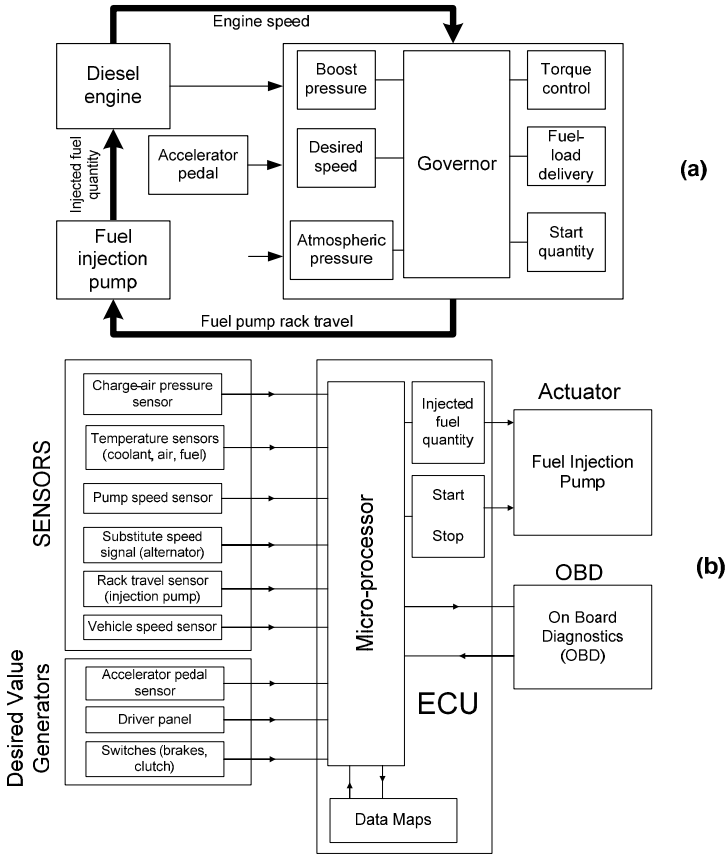 Engine speed
Diesel
engine
Boost
pressure
Torque
control
Accelerator
pedal
Desired
speed
Governor
Fuel-
load
delivery
(a)
Injected fuel
quantity
Fuel
injection
pump
Atmospheric
pressure
Start
quantity
Fuel pump rack travel
SENSORS
Charge-air pressure
sensor
Temperature sensors
(coolant, air, fuel)
Pump speed sensor
Substitute speed
signal (alternator)
Rack travel sensor
(injection pump)
Vehicle speed sensor
Desired Value
Generators
Accelerator pedal
sensor
Driver panel
Switches (brakes,
clutch)
Micro-processor
Injected
fuel
quantity
Start
Stop
ECU
Data Maps
Actuator
Fuel Injection
Pump
OBD
On Board
Diagnostics
(OBD)
(b)